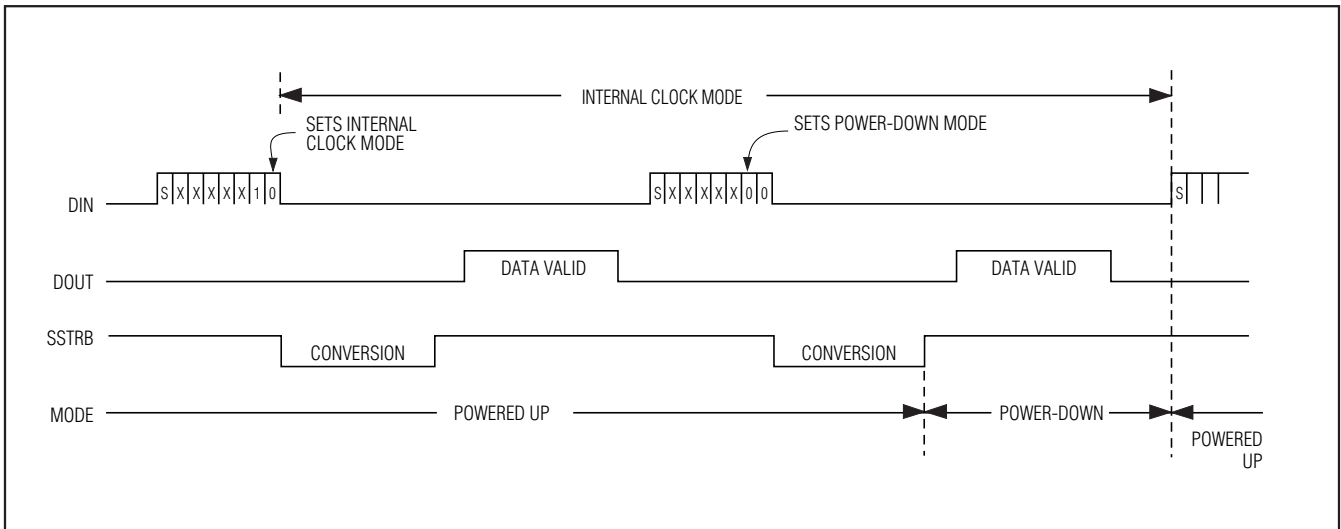 INTERNAL CLOCK MODE
SETS INTERNAL
CLOCK MODE
SETS POWER-DOWN MODE
DIN
S X X X X X 1 0
S X X X X X 0 0
S
DOUT
DATA VALID
DATA VALID
SSTRB
CONVERSION
CONVERSION
MODE
POWERED UP
POWER-DOWN
POWERED
UP